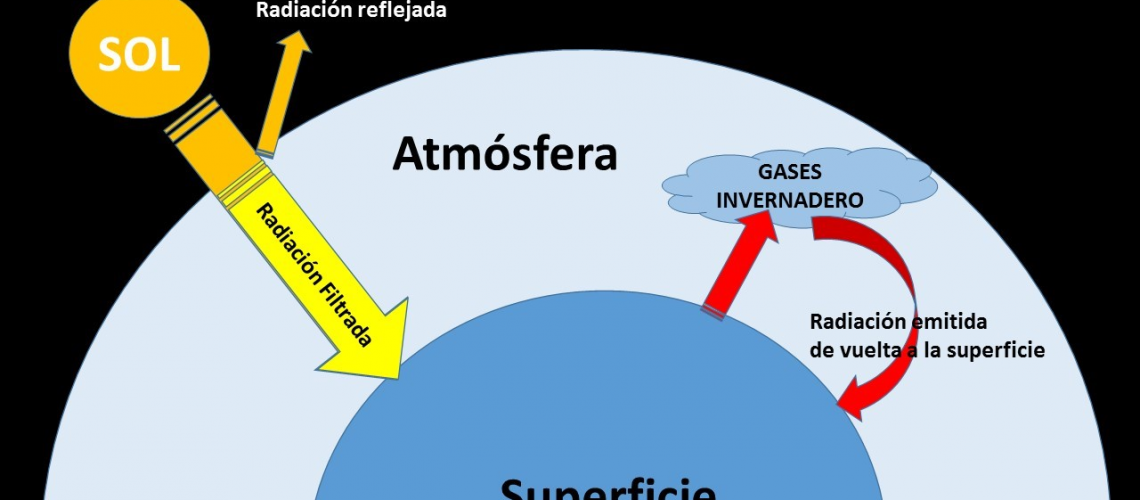 Radiación reflejada
SOL
Atmósfera
GASES
INVERNADERO
Radiación Filtrada
Radiación emitida
de vuelta a la superficie
Superficie